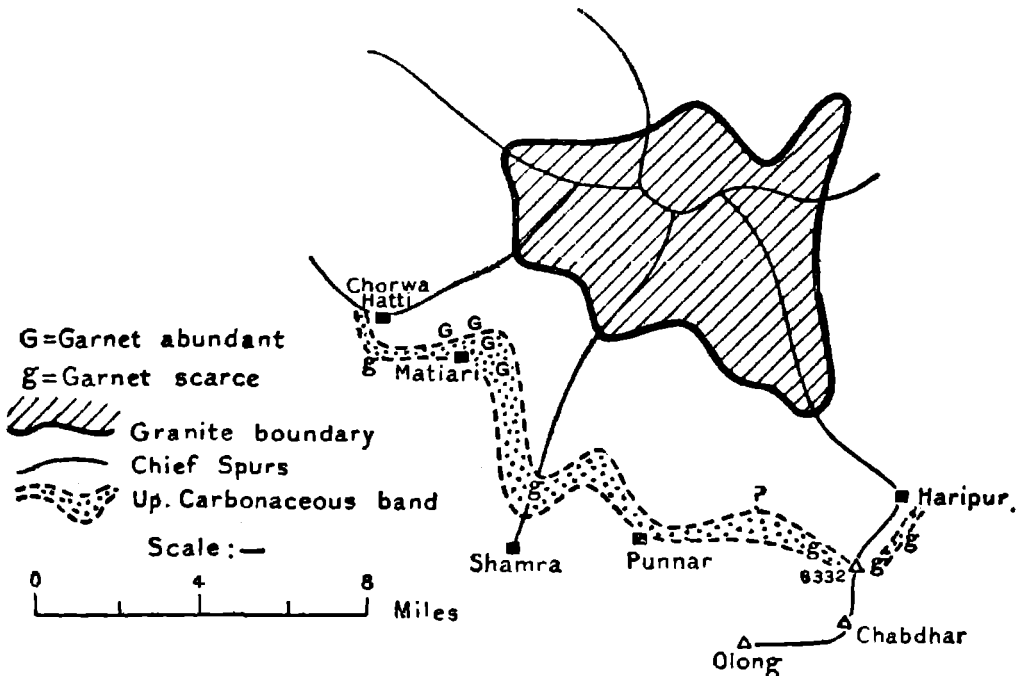 Chorwa
Hatti
G G
G
G
g
Matiari
G=Garnet abundant
g=Garnet scarce
Granite boundary
Chief Spurs
Up. Carbonaceous band
Scale:—
0 4 8
Miles
g
Shamra
Punnar
?
g
8332
g
g
Haripur.
Chabdhar
Olong